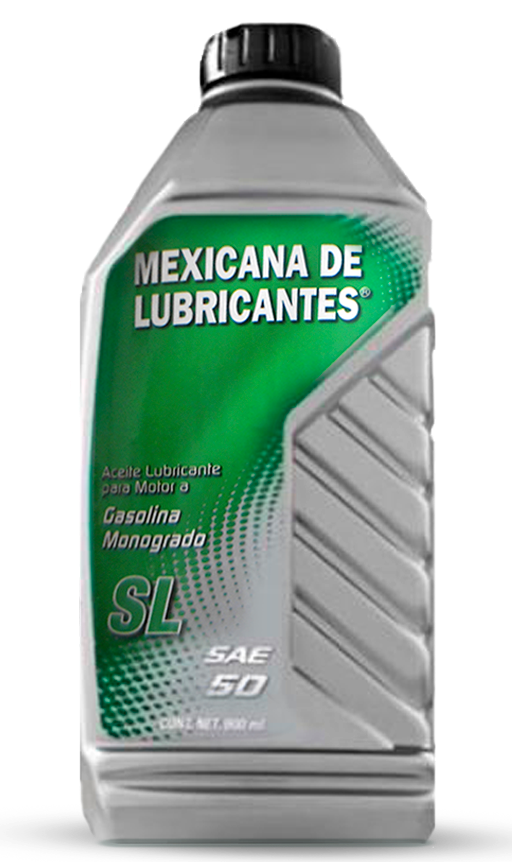 MEXICANA DE
LUBRICANTES®
Aceite Lubricante
para Motor a
Gasolina
Monogrado
SL
SAE
50
CONT. NET. 900 ml